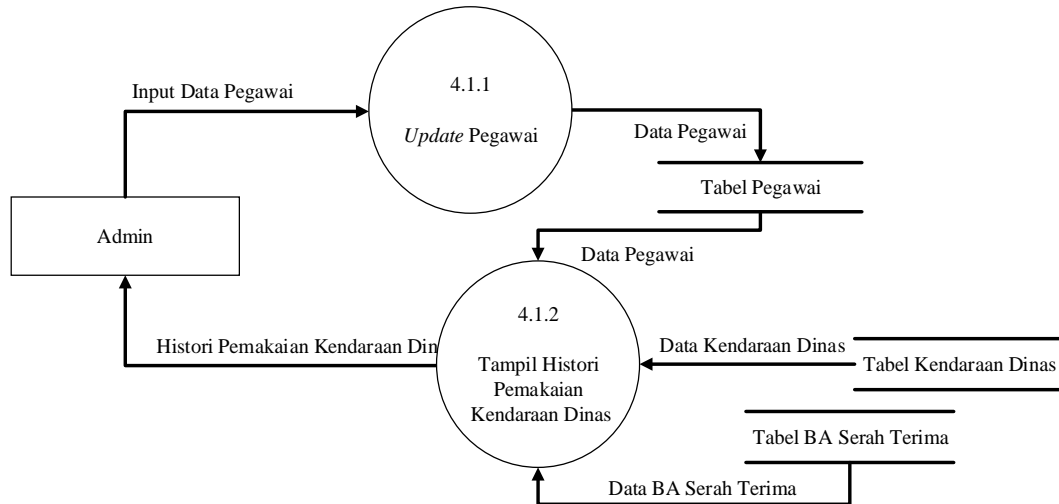 4.1.1
Input Data Pegawai
Update Pegawai
Data Pegawai
Tabel Pegawai
Admin
Data Pegawai
4.1.2
Histori Pemakaian Kendaraan Din
Tampil Histori
Pemakaian
Kendaraan Dinas
Data Kendaraan Dinas
Tabel Kendaraan Dinas
Tabel BA Serah Terima
Data BA Serah Terima